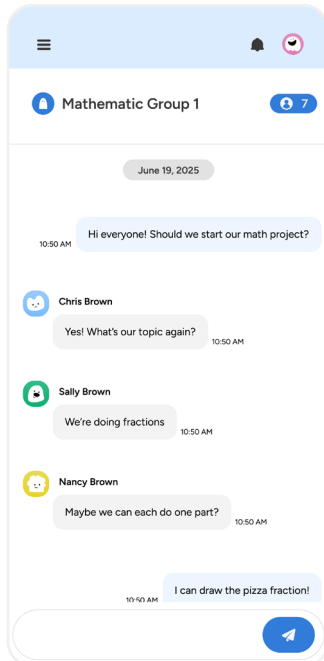 Mathematic Group 1
7
June 19, 2025
Hi everyone! Should we start our math project?
10:50 AM
Chris Brown
Yes! What's our topic again?
10:50 AM
Sally Brown
We're doing fractions
10:50 AM
Nancy Brown
Maybe we can each do one part?
10:50 AM
I can draw the pizza fraction!
10:50 AM